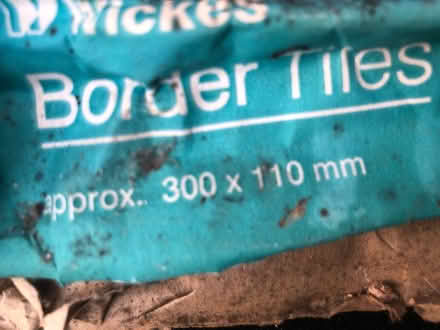 Wickes
Border Tiles
approx.. 300 x 110 mm